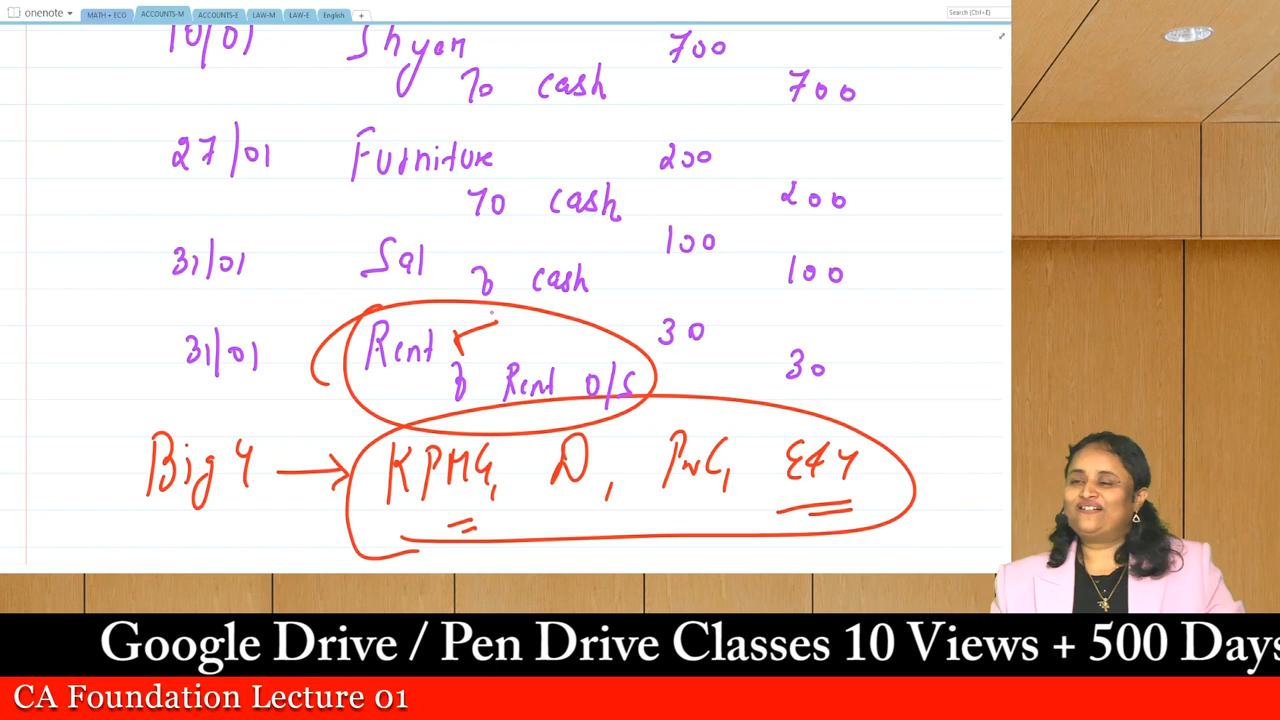 onenote MATH + ECO ACCOUNTS-M ACCOUNTS-E LAW-M LAW-E English + Search (Ctrl+E)
10/01 Shyam 700
To cash 700
27/01 Furniture 200
To cash 200
31/01 Sal 100
To cash 100
31/01 Rent 30
To Rent o/s 30
Big 4 → KPMG, D, PwC, E&Y
Google Drive / Pen Drive Classes 10 Views + 500 Days
CA Foundation Lecture 01